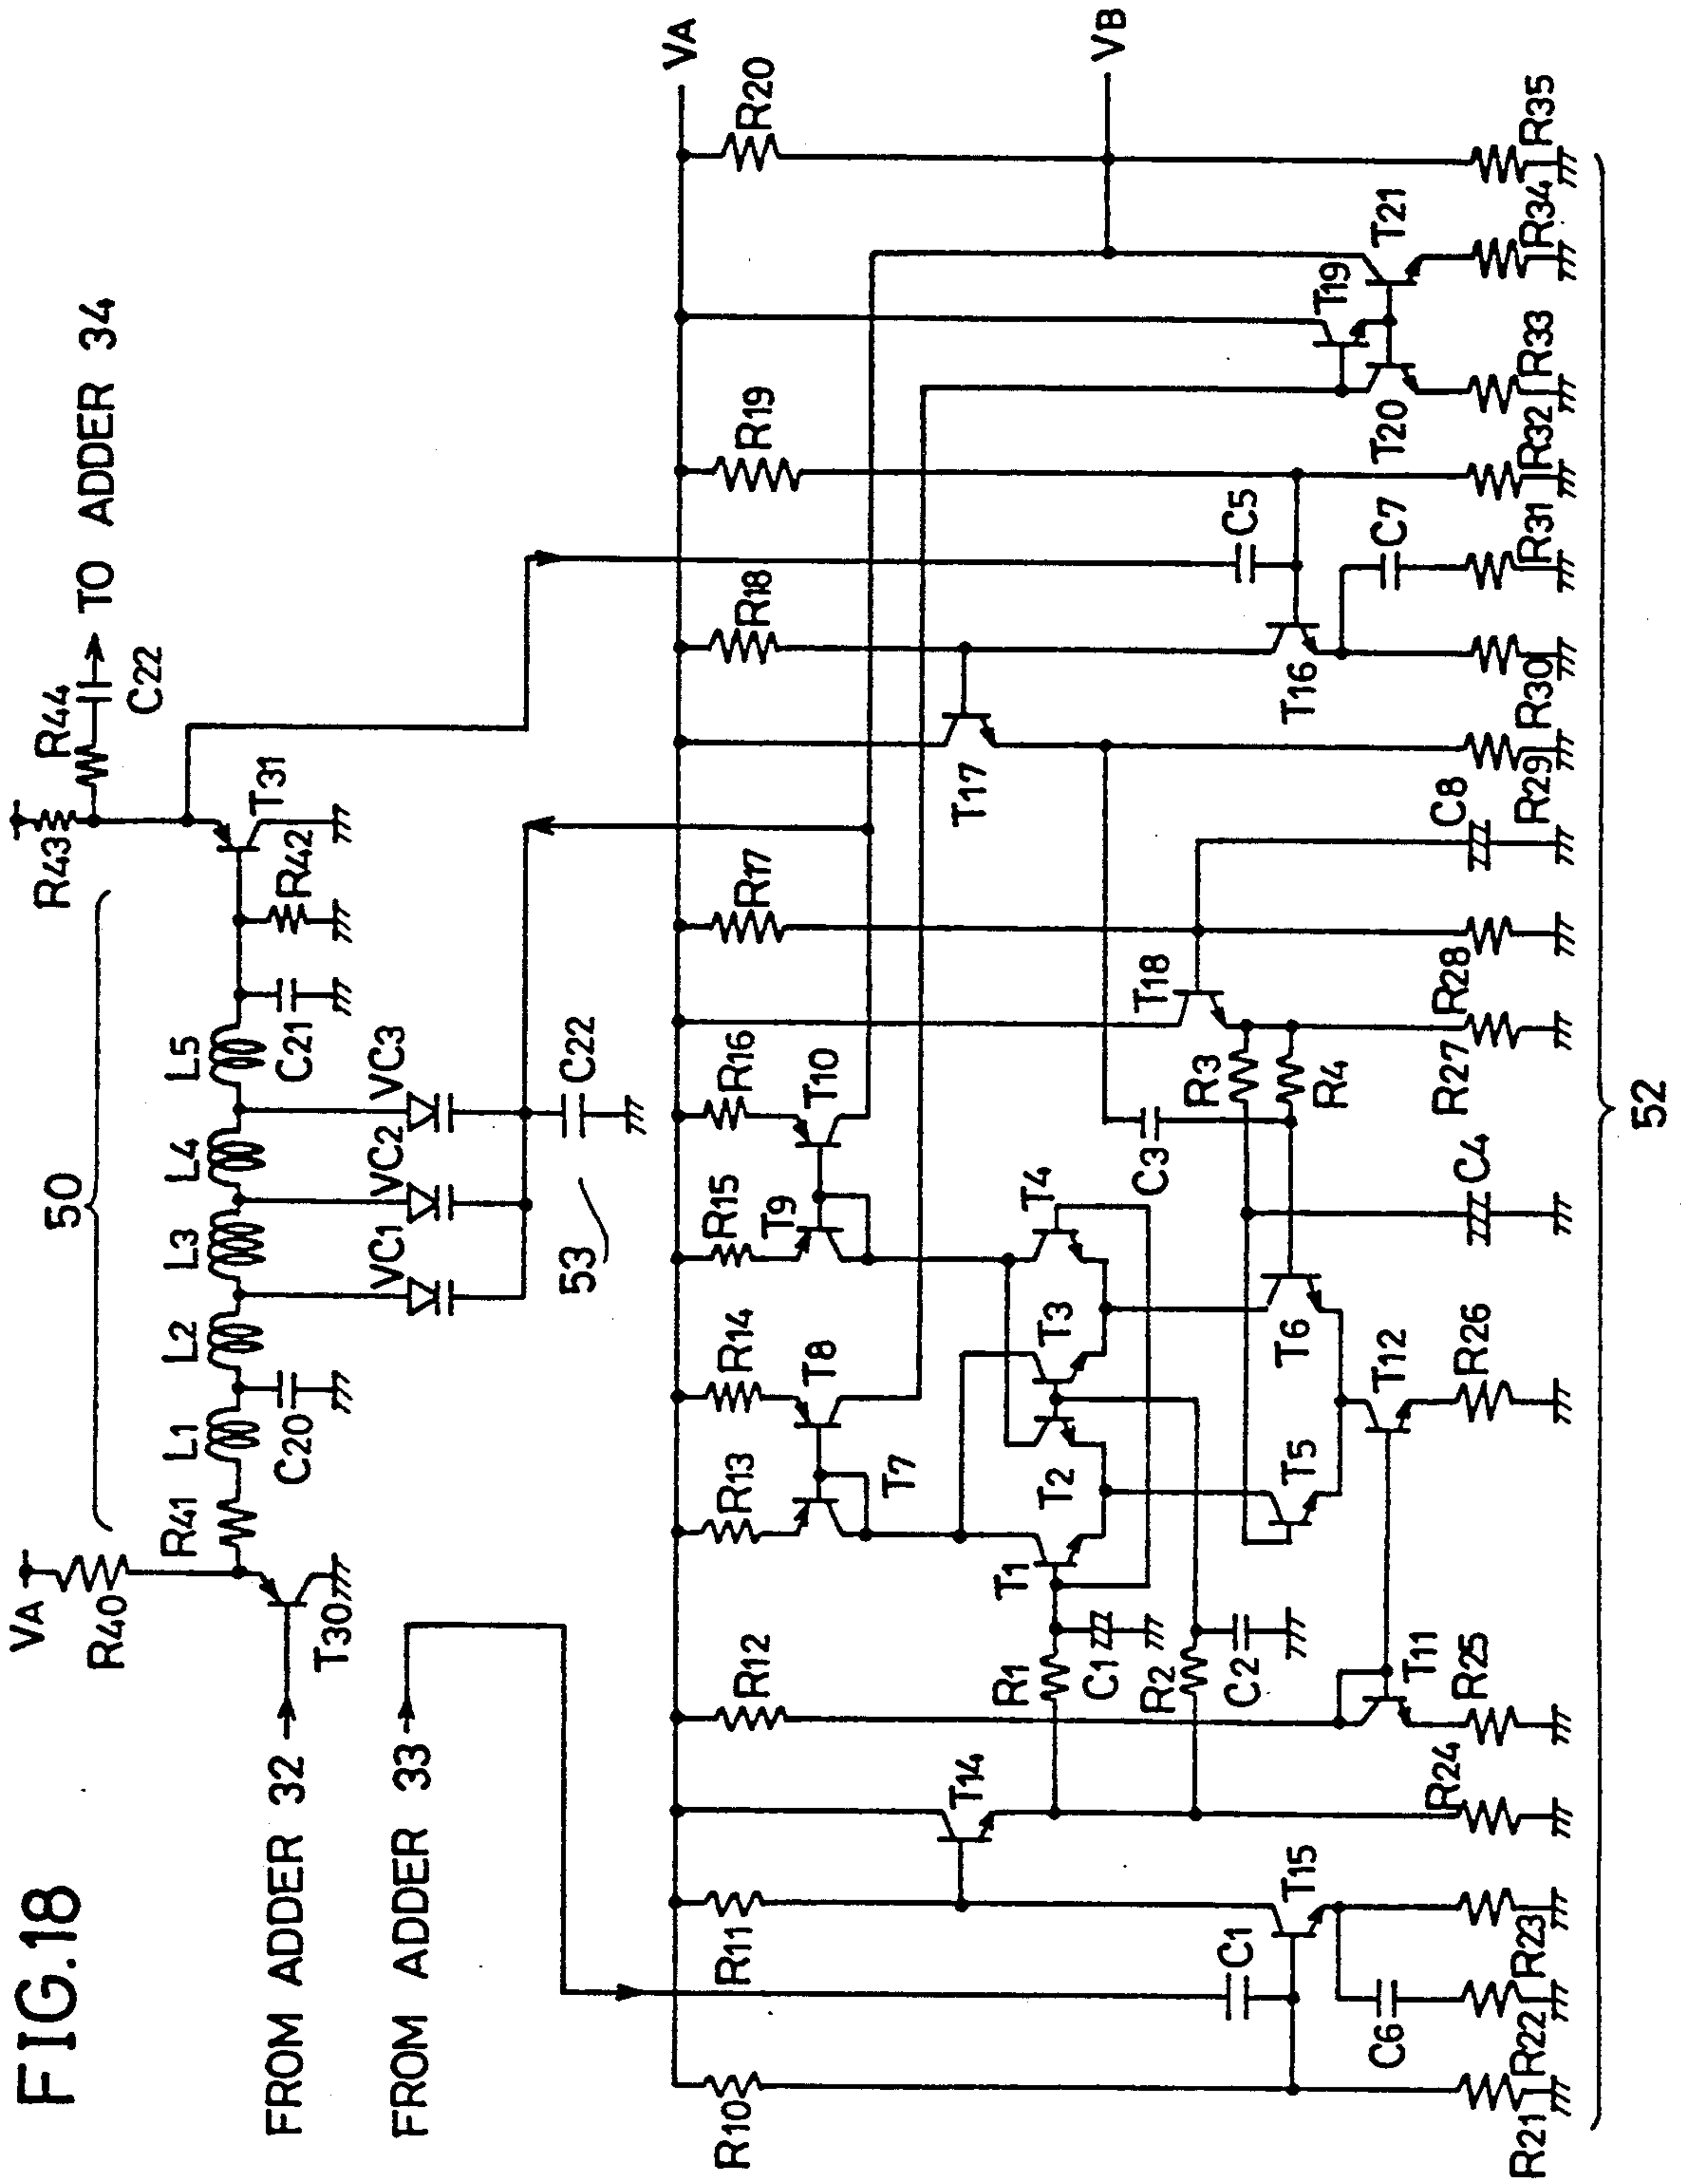 FIG.18
VA
R40
T30
FROM ADDER 32
FROM ADDER 33
50
R41
L1
C20
L2
L3
L4
L5
C21
R42
R43
T31
R44
C22
TO ADDER 34
VC1
VC2
VC3
C22
53
VA
VB
R10
R11
R12
R13
R14
R15
R16
R17
R18
R19
R20
T14
T7
T8
T9
T10
T17
R1
C1
R2
C2
T1
T2
T3
T4
C3
R3
R4
T18
C5
T16
C7
T19
T20
T21
C1
T15
C6
T11
T5
T6
T12
C4
C8
R21
R22
R23
R24
R25
R26
R27
R28
R29
R30
R31
R32
R33
R34
R35
52